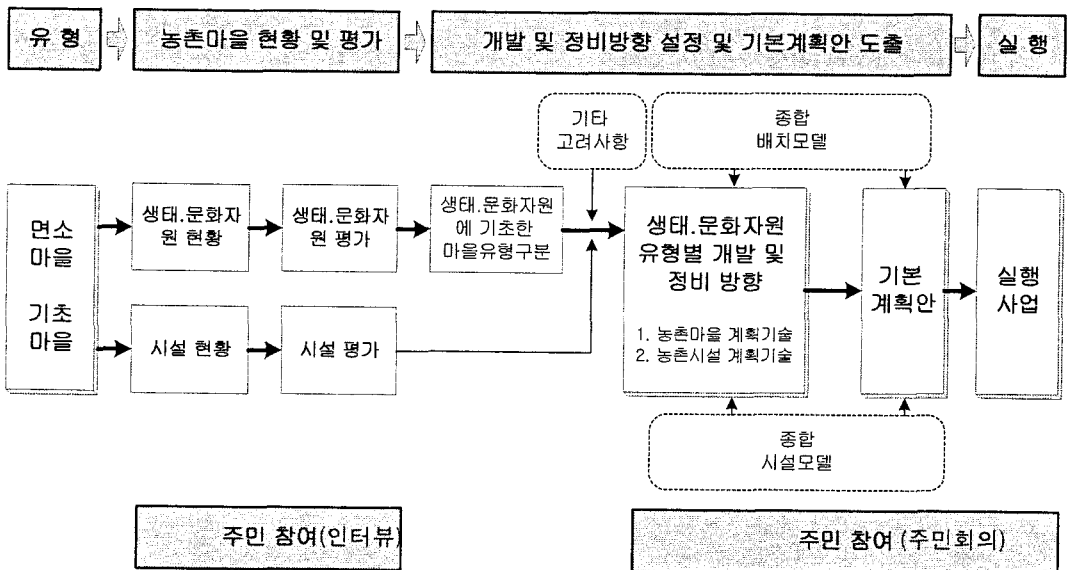 유 형
농촌마을 현황 및 평가
개발 및 정비방향 설정 및 기본계획안 도출
실 행
기타
고려사항
종합
배치모델
면소
마을
기초
마을
생태.문화자
원 현황
생태.문화자
원 평가
생태.문화자원
에 기초한
마을유형구분
시설 현황
시설 평가
생태.문화자원
유형별 개발 및
정비 방향
1. 농촌마을 계획기술
2. 농촌시설 계획기술
기본
계획안
실행
사업
종합
시설모델
주민 참여(인터뷰)
주민 참여 (주민회의)